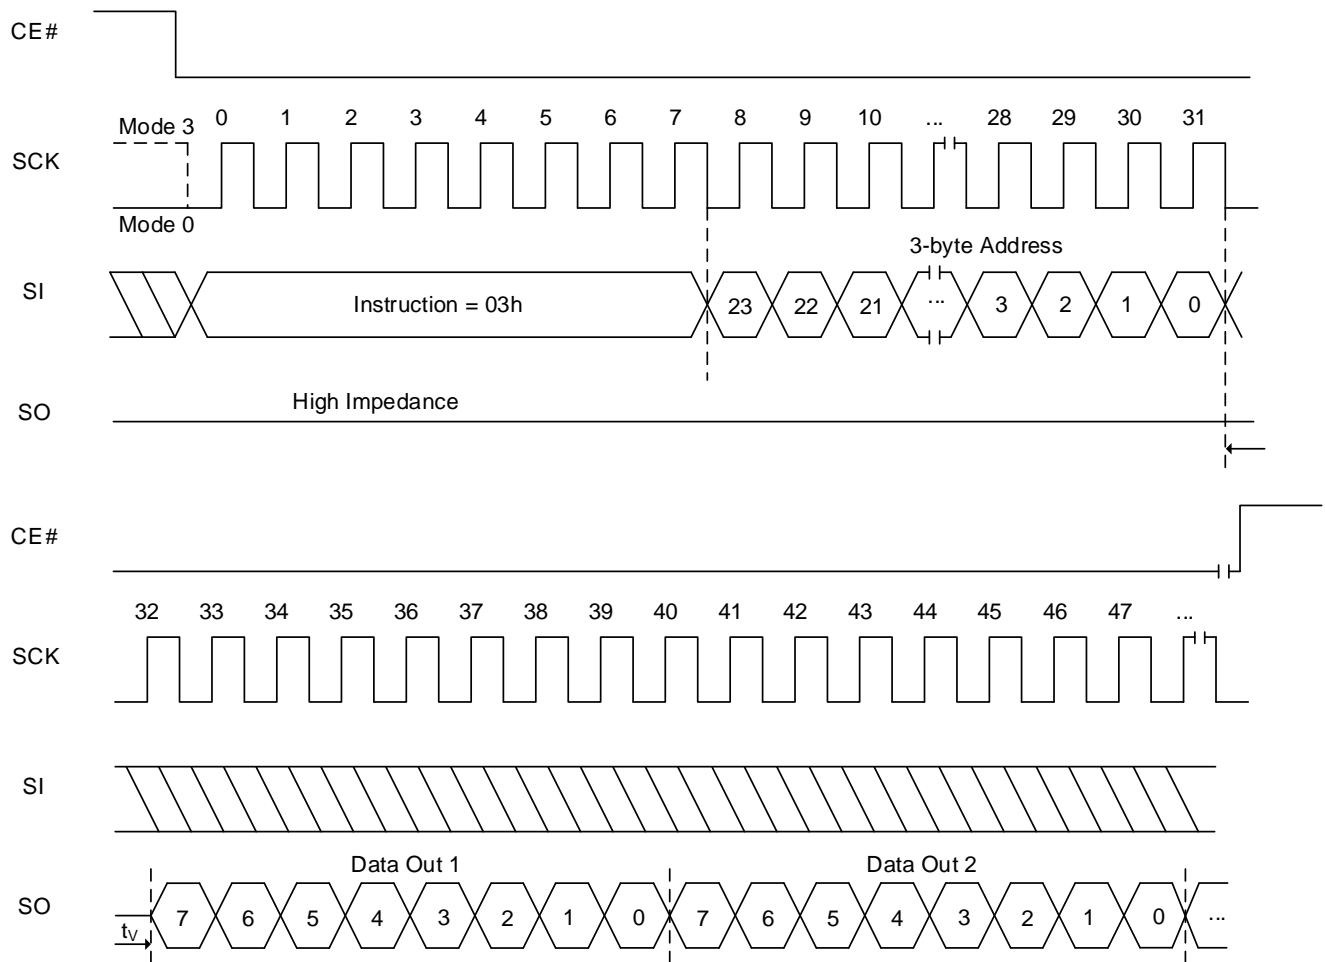 CE#
Mode 3 0 1 2 3 4 5 6 7 8 9 10 ... 28 29 30 31
SCK
Mode 0
3-byte Address
SI Instruction = 03h 23 22 21 ... 3 2 1 0
SO High Impedance
CE#
32 33 34 35 36 37 38 39 40 41 42 43 44 45 46 47 ...
SCK
SI
Data Out 1 Data Out 2
SO 7 6 5 4 3 2 1 0 7 6 5 4 3 2 1 0 ...
tV